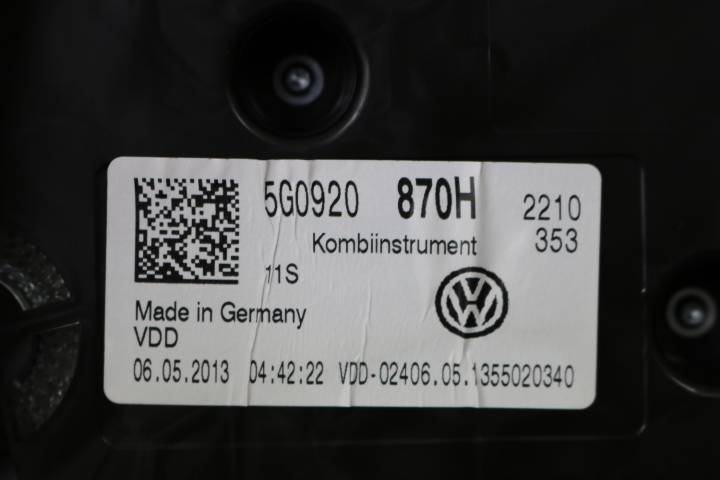 5G0920 870H 2210
Kombiinstrument 353
11S
Made in Germany
VDD
06.05.2013 04:42:22 VDD-02406.05.1355020340